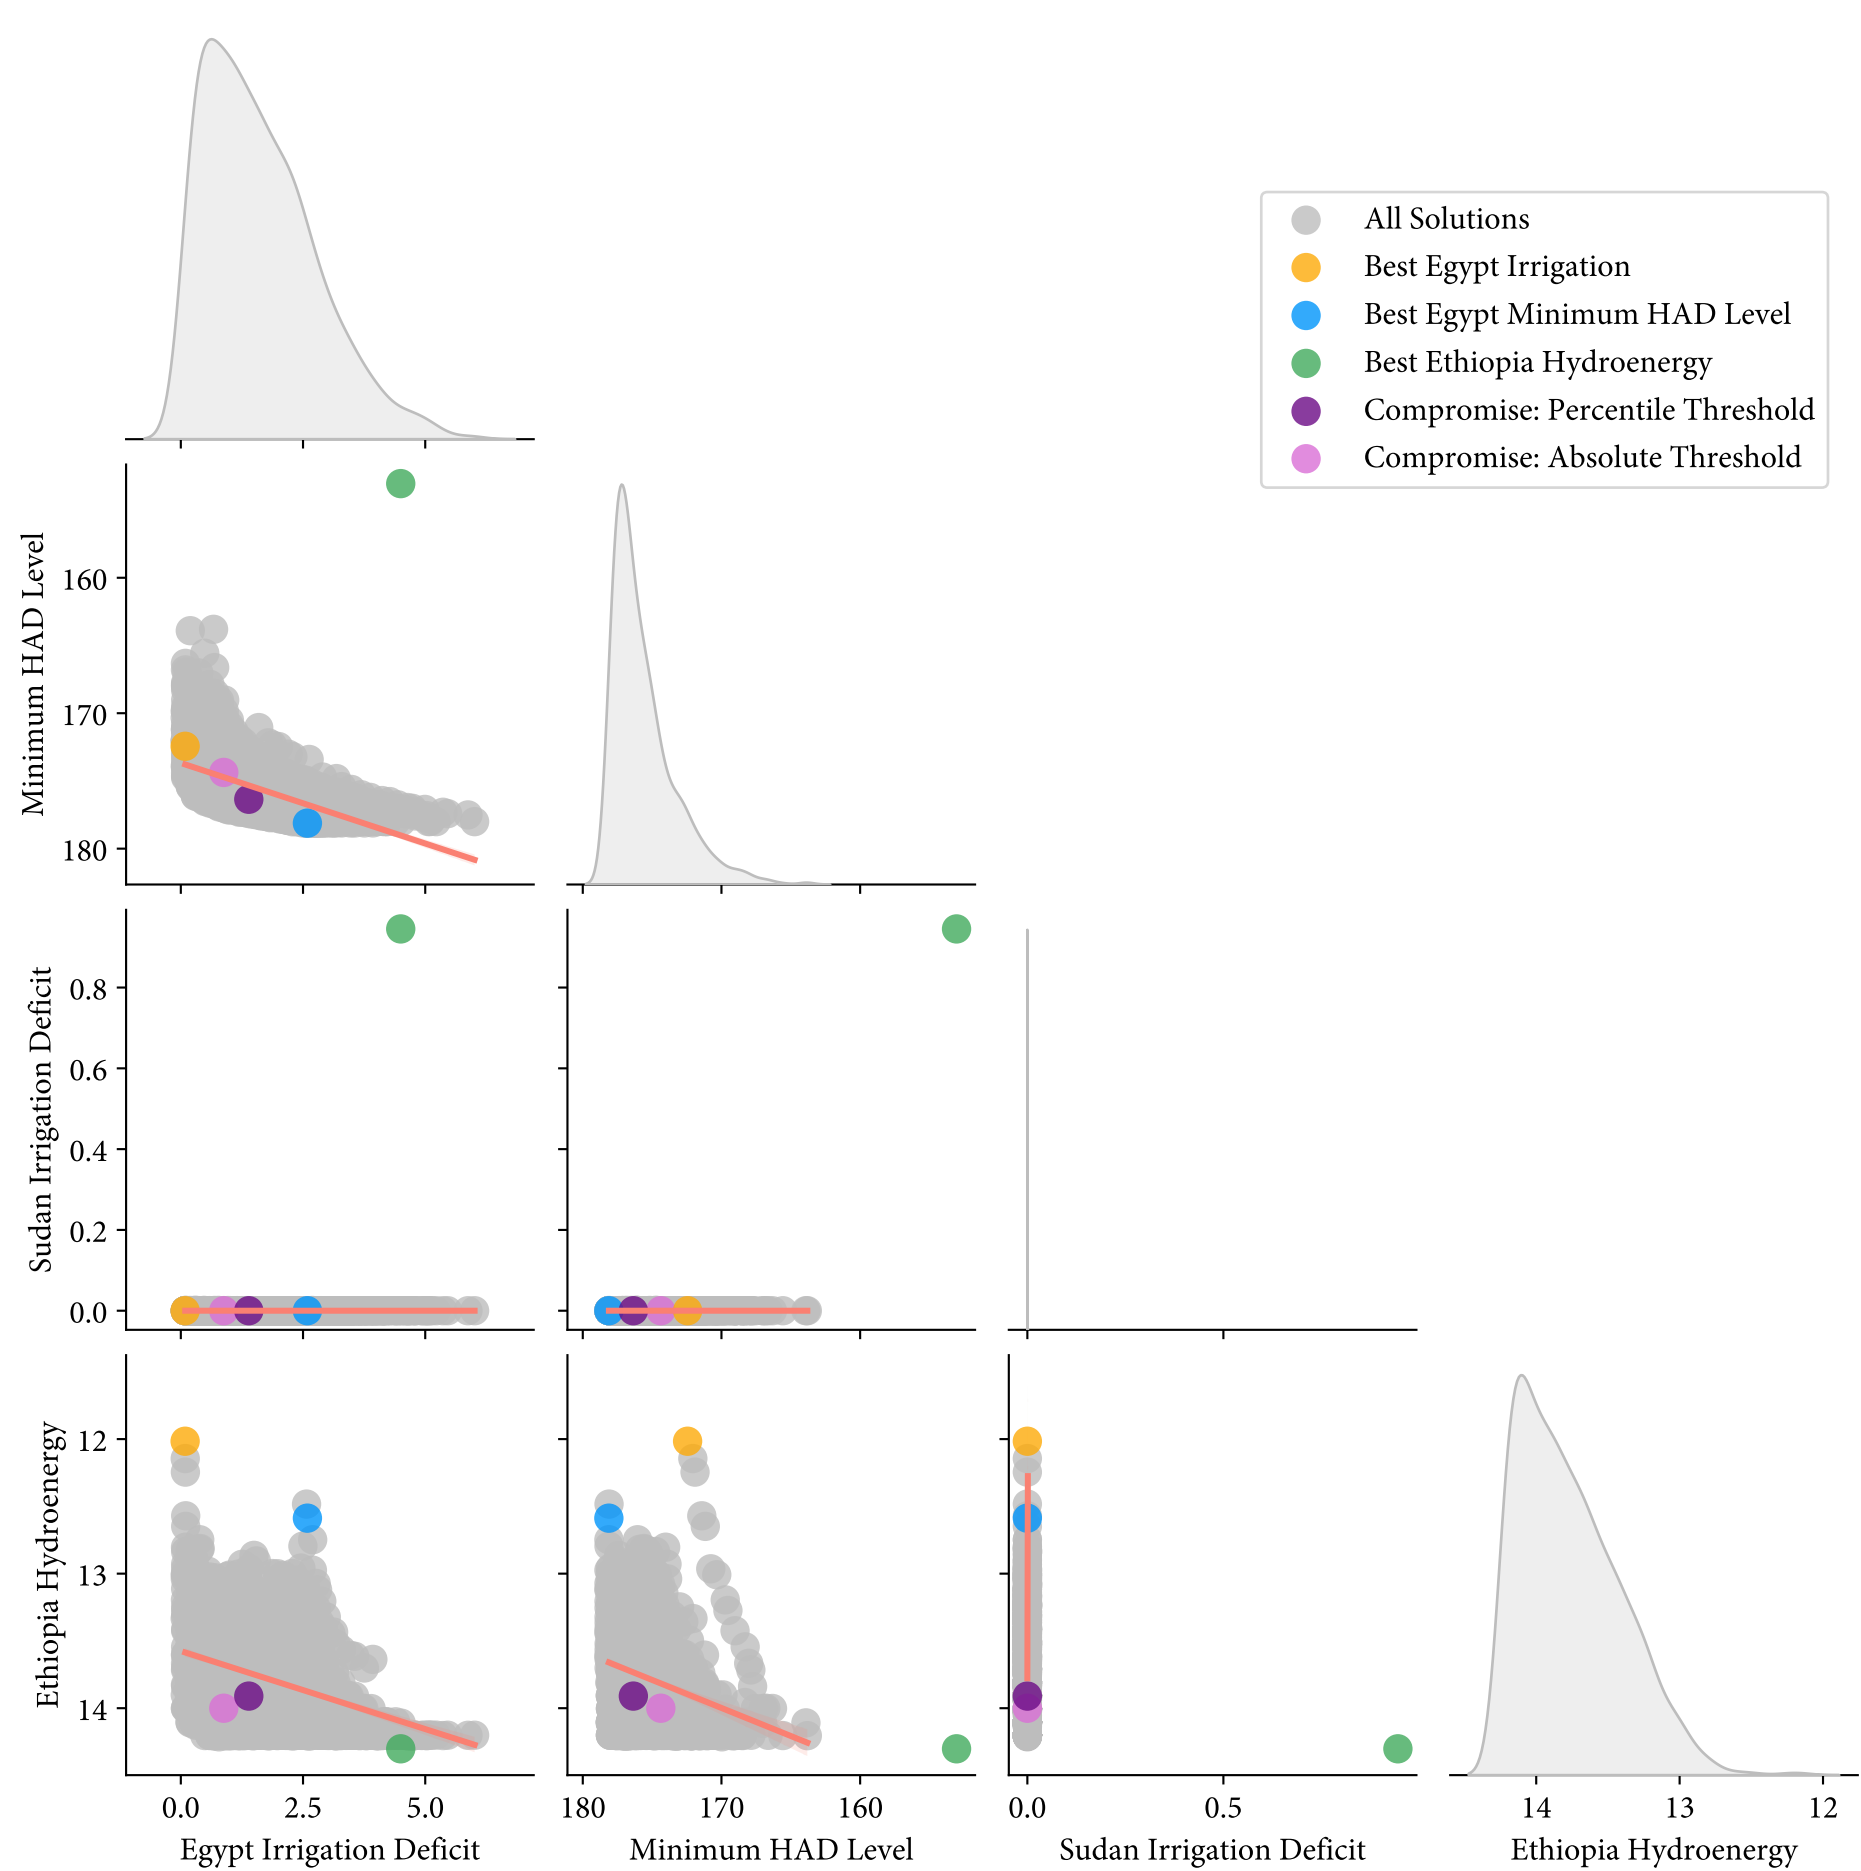 All Solutions
Best Egypt Irrigation
Best Egypt Minimum HAD Level
Best Ethiopia Hydroenergy
Compromise: Percentile Threshold
Compromise: Absolute Threshold
Minimum HAD Level
160
170
180
Sudan Irrigation Deficit
0.8
0.6
0.4
0.2
0.0
Ethiopia Hydroenergy
12
13
14
0.0 2.5 5.0
Egypt Irrigation Deficit
180 170 160
Minimum HAD Level
0.0 0.5
Sudan Irrigation Deficit
14 13 12
Ethiopia Hydroenergy